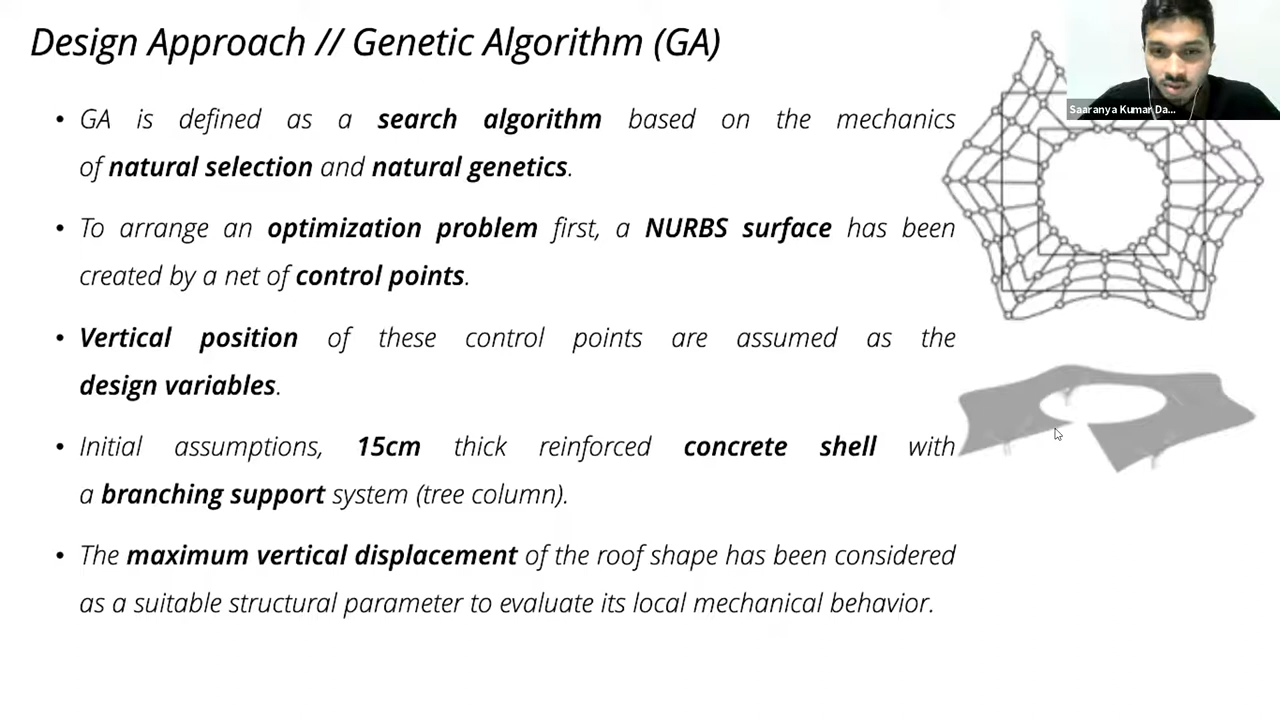 Design Approach // Genetic Algorithm (GA)
Saaranya Kumar Da...
• GA is defined as a search algorithm based on the mechanics
of natural selection and natural genetics.
• To arrange an optimization problem first, a NURBS surface has been
created by a net of control points.
• Vertical position of these control points are assumed as the
design variables.
• Initial assumptions, 15cm thick reinforced concrete shell with
a branching support system (tree column).
• The maximum vertical displacement of the roof shape has been considered
as a suitable structural parameter to evaluate its local mechanical behavior.